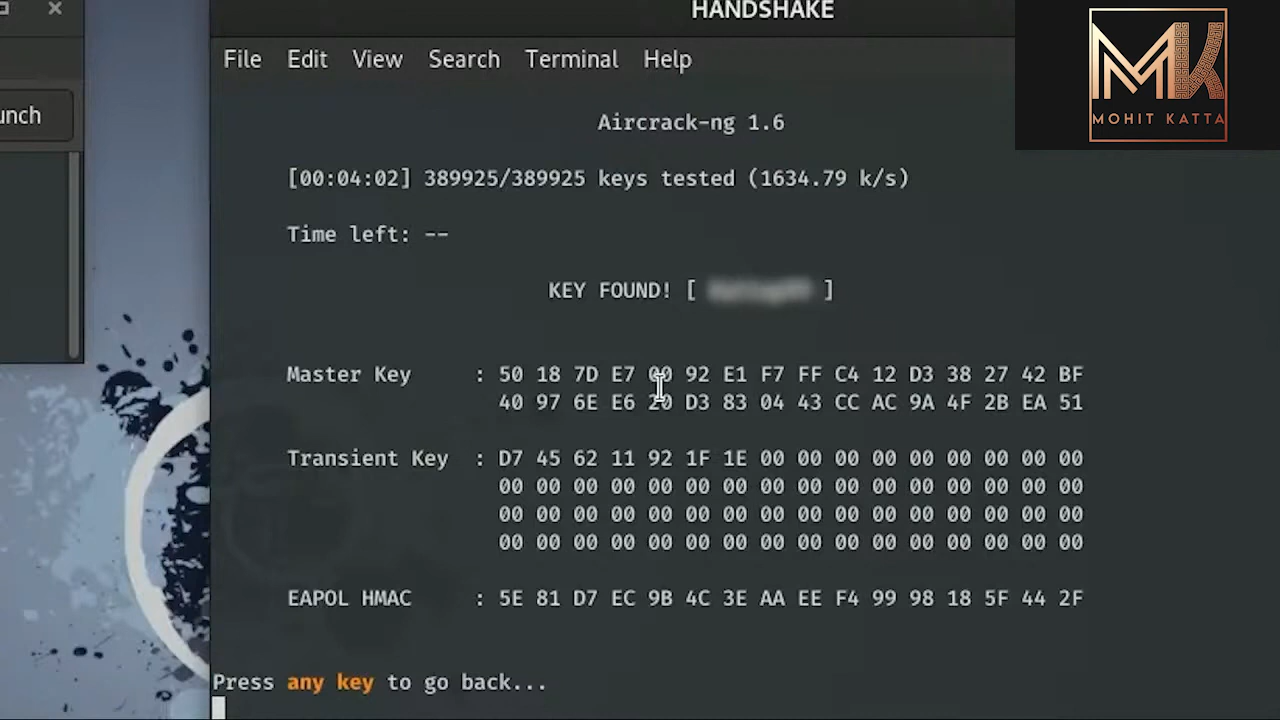 HANDSHAKE
File Edit View Search Terminal Help
unch
MOHIT KATTA
Aircrack-ng 1.6
[00:04:02] 389925/389925 keys tested (1634.79 k/s)
Time left: --
KEY FOUND! [ ]
Master Key : 50 18 7D E7 00 92 E1 F7 FF C4 12 D3 38 27 42 BF
40 97 6E E6 20 D3 83 04 43 CC AC 9A 4F 2B EA 51
Transient Key : D7 45 62 11 92 1F 1E 00 00 00 00 00 00 00 00 00
00 00 00 00 00 00 00 00 00 00 00 00 00 00 00 00
00 00 00 00 00 00 00 00 00 00 00 00 00 00 00 00
00 00 00 00 00 00 00 00 00 00 00 00 00 00 00 00
EAPOL HMAC : 5E 81 D7 EC 9B 4C 3E AA EE F4 99 98 18 5F 44 2F
Press any key to go back...